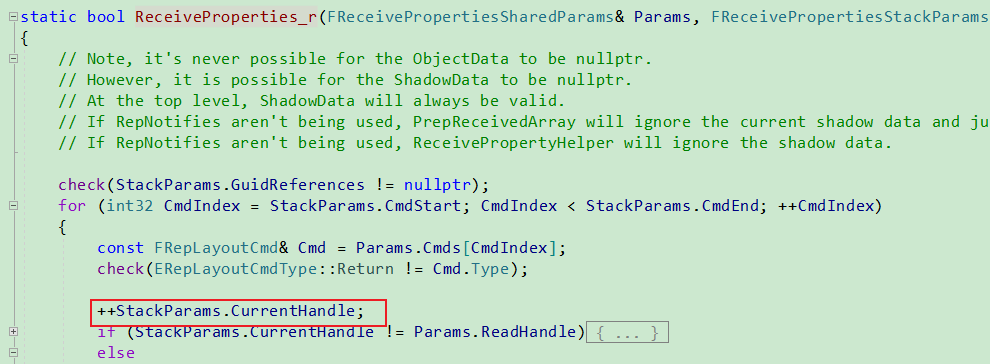 static bool ReceiveProperties_r(FReceivePropertiesSharedParams& Params, FReceivePropertiesStackParams
{
// Note, it's never possible for the ObjectData to be nullptr.
// However, it is possible for the ShadowData to be nullptr.
// At the top level, ShadowData will always be valid.
// If RepNotifies aren't being used, PrepReceivedArray will ignore the current shadow data and ju
// If RepNotifies aren't being used, ReceivePropertyHelper will ignore the shadow data.
check(StackParams.GuidReferences != nullptr);
for (int32 CmdIndex = StackParams.CmdStart; CmdIndex < StackParams.CmdEnd; ++CmdIndex)
{
const FRepLayoutCmd& Cmd = Params.Cmds[CmdIndex];
check(ERepLayoutCmdType::Return != Cmd.Type);
++StackParams.CurrentHandle;
if (StackParams.CurrentHandle != Params.ReadHandle) { ... }
else